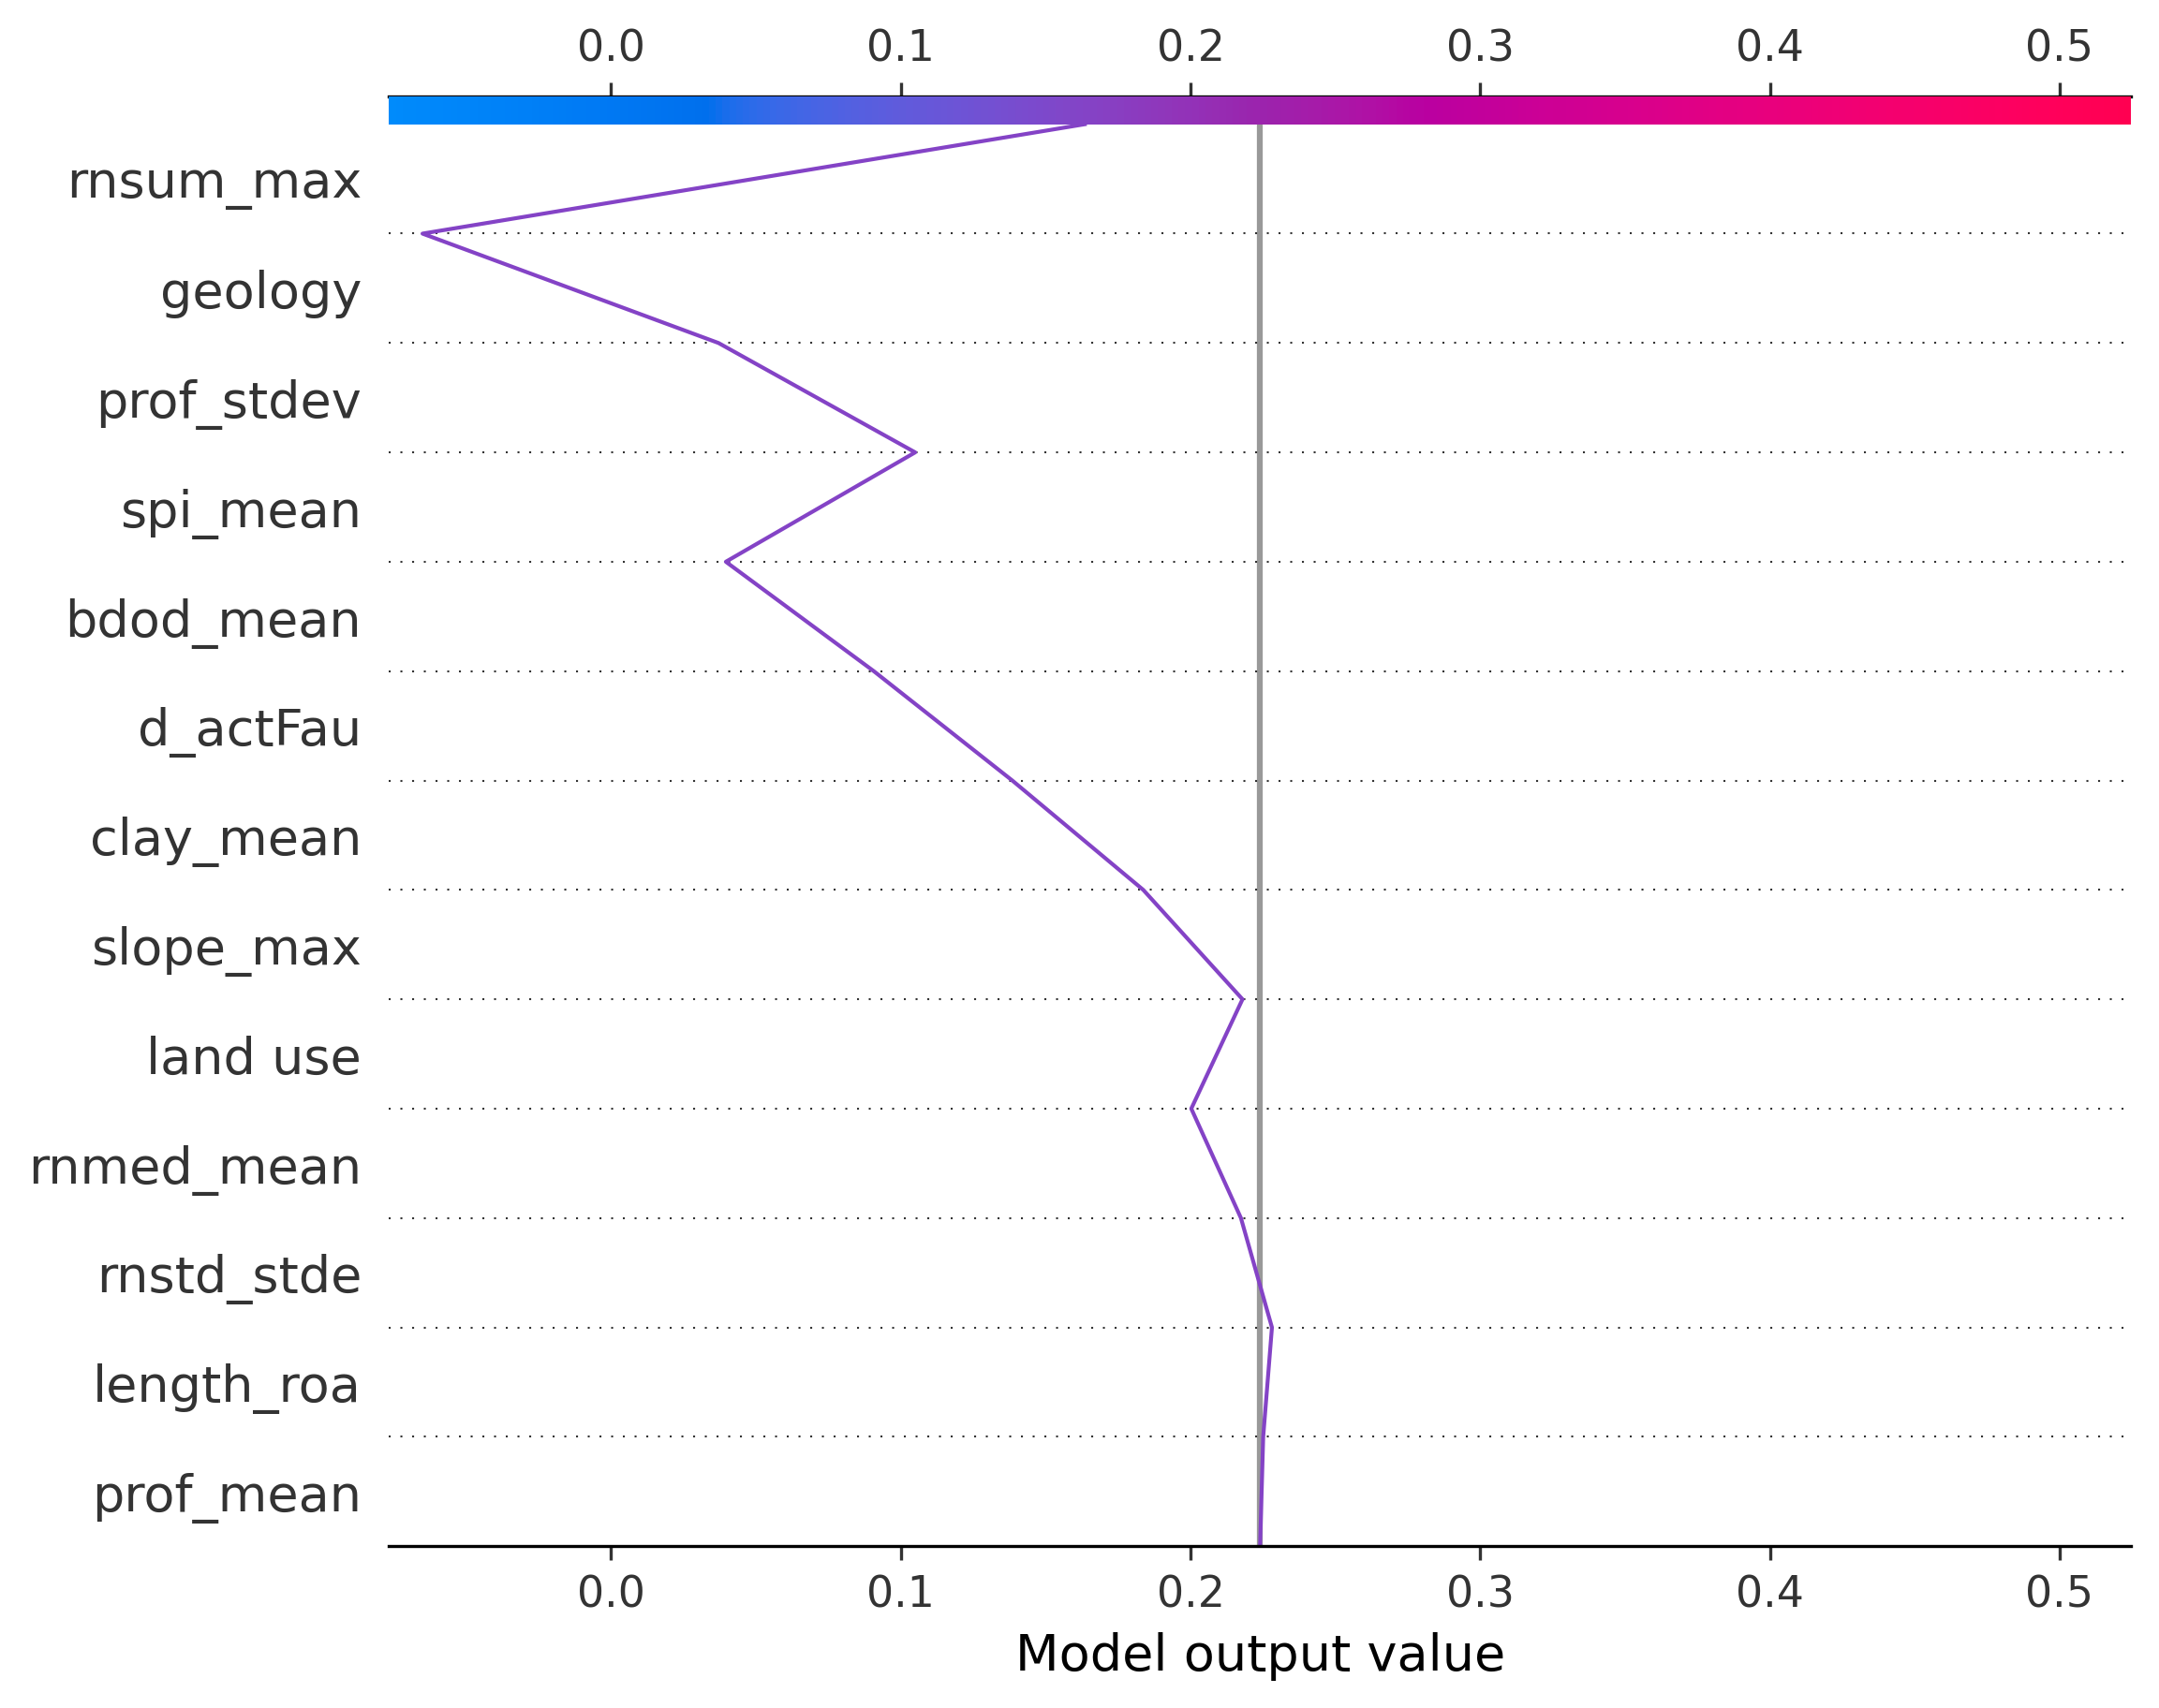 0.0 0.1 0.2 0.3 0.4 0.5
rnsum_max
geology
prof_stdev
spi_mean
bdod_mean
d_actFau
clay_mean
slope_max
land use
rnmed_mean
rnstd_stde
length_roa
prof_mean
0.0 0.1 0.2 0.3 0.4 0.5
Model output value